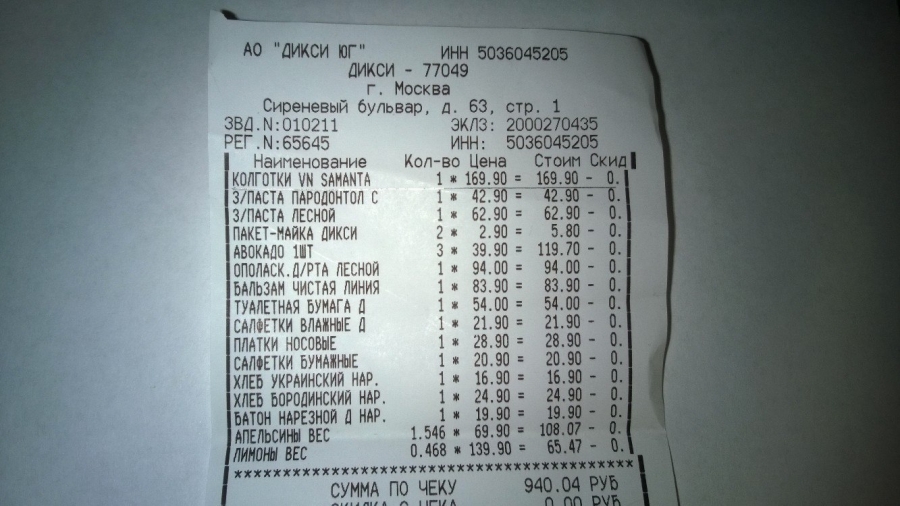 АО "ДИКСИ ЮГ" ИНН 5036045205
ДИКСИ - 77049
г. Москва
Сиреневый бульвар, д. 63, стр. 1
ЗВД.N:010211 ЭКЛЗ: 2000270435
РЕГ.N:65645 ИНН: 5036045205
Наименование Кол-во Цена Стоим Скид
КОЛГОТКИ VN SAMANTA 1 * 169.90 = 169.90 - 0.
З/ПАСТА ПАРОДОНТОЛ С 1 * 42.90 = 42.90 - 0.
З/ПАСТА ЛЕСНОЙ 1 * 62.90 = 62.90 - 0.
ПАКЕТ-МАЙКА ДИКСИ 2 * 2.90 = 5.80 - 0.
АВОКАДО 1ШТ 3 * 39.90 = 119.70 - 0.
ОПОЛАСК.Д/РТА ЛЕСНОЙ 1 * 94.00 = 94.00 - 0.
БАЛЬЗАМ ЧИСТАЯ ЛИНИЯ 1 * 83.90 = 83.90 - 0.
ТУАЛЕТНАЯ БУМАГА Д 1 * 54.00 = 54.00 - 0.
САЛФЕТКИ ВЛАЖНЫЕ Д 1 * 21.90 = 21.90 - 0.
ПЛАТКИ НОСОВЫЕ 1 * 28.90 = 28.90 - 0.
САЛФЕТКИ БУМАЖНЫЕ 1 * 20.90 = 20.90 - 0.
ХЛЕБ УКРАИНСКИЙ НАР. 1 * 16.90 = 16.90 - 0.
ХЛЕБ БОРОДИНСКИЙ НАР. 1 * 24.90 = 24.90 - 0.
БАТОН НАРЕЗНОЙ Д НАР. 1 * 19.90 = 19.90 - 0.
АПЕЛЬСИНЫ ВЕС 1.546 * 69.90 = 108.07 - 0.
ЛИМОНЫ ВЕС 0.468 * 139.90 = 65.47 - 0.
******************************************
СУММА ПО ЧЕКУ 940.04 РУБ
СКИДКА С ЧЕКА 0.00 РУБ